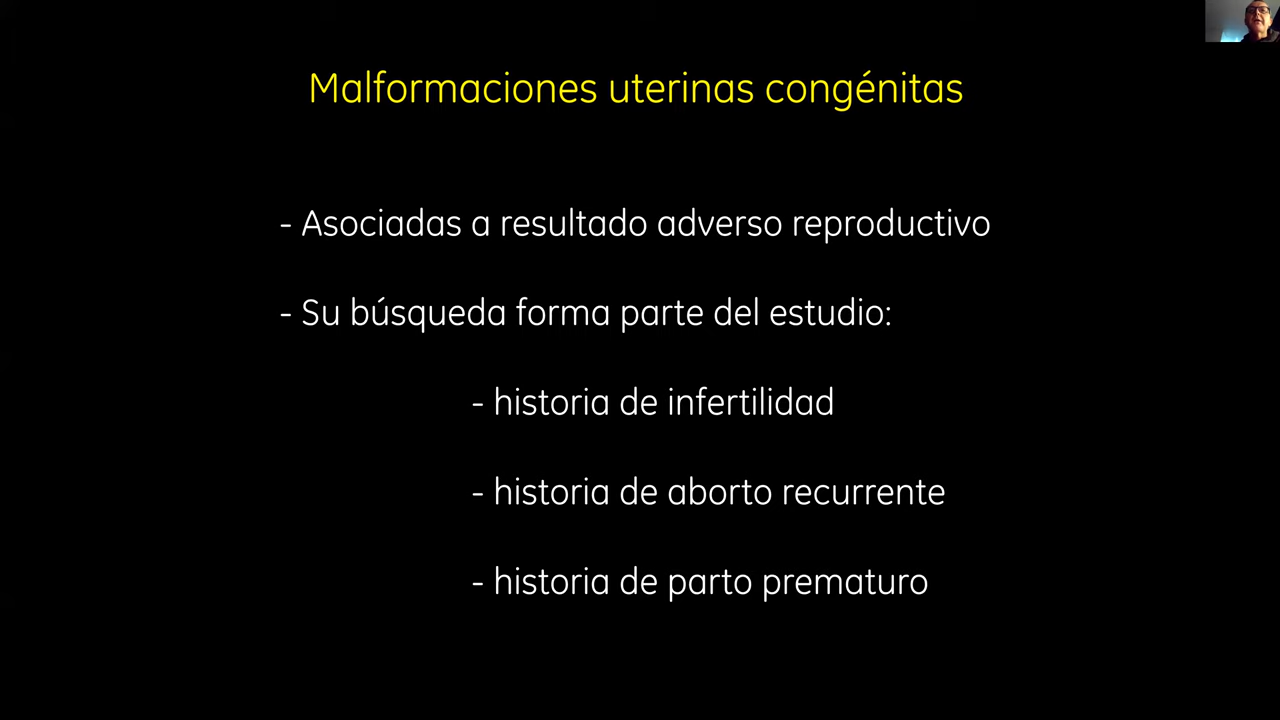 Malformaciones uterinas congénitas
- Asociadas a resultado adverso reproductivo
- Su búsqueda forma parte del estudio:
- historia de infertilidad
- historia de aborto recurrente
- historia de parto prematuro